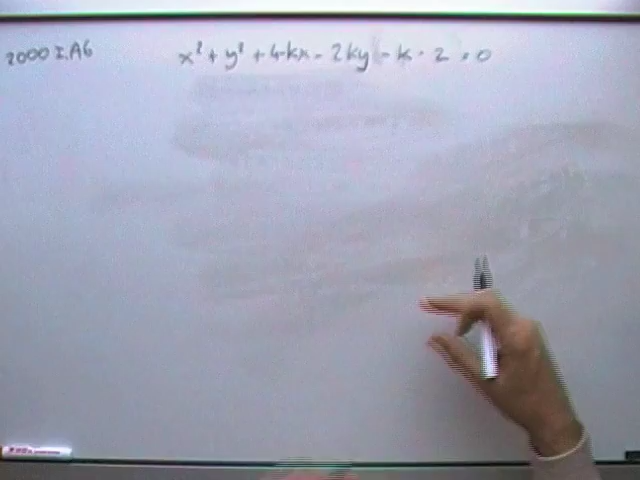 2000 I.A6
x² + y² + 4kx - 2ky - k - 2 = 0